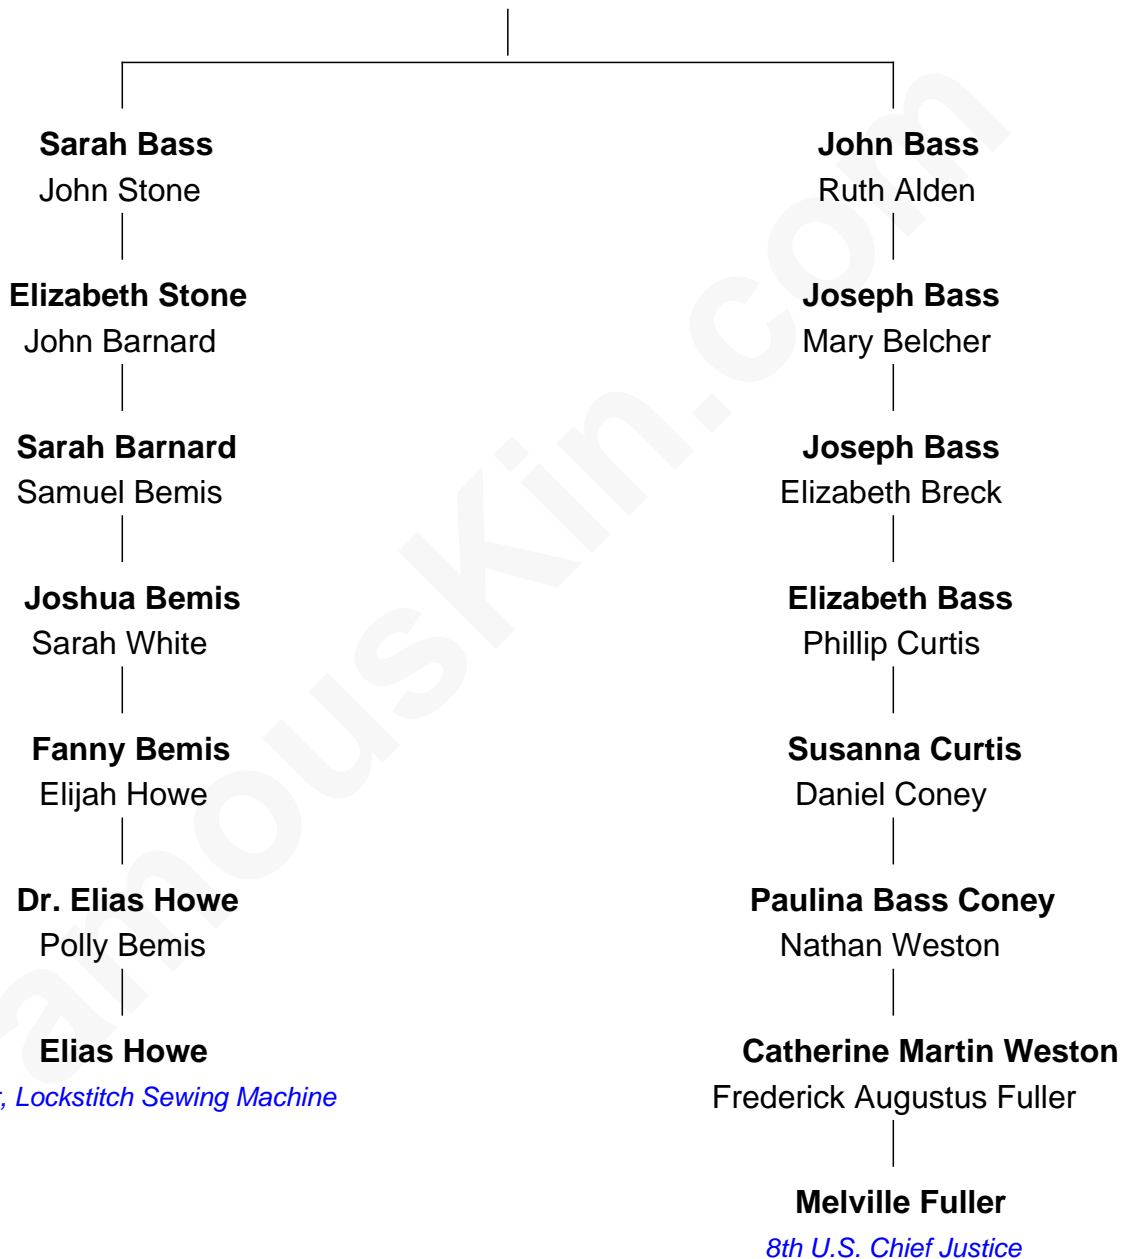 Sarah Bass
John Stone
Elizabeth Stone
John Barnard
Sarah Barnard
Samuel Bemis
Joshua Bemis
Sarah White
Fanny Bemis
Elijah Howe
Dr. Elias Howe
Polly Bemis
Elias Howe
, Lockstitch Sewing Machine
John Bass
Ruth Alden
Joseph Bass
Mary Belcher
Joseph Bass
Elizabeth Breck
Elizabeth Bass
Phillip Curtis
Susanna Curtis
Daniel Coney
Paulina Bass Coney
Nathan Weston
Catherine Martin Weston
Frederick Augustus Fuller
Melville Fuller
8th U.S. Chief Justice
amousKin.com